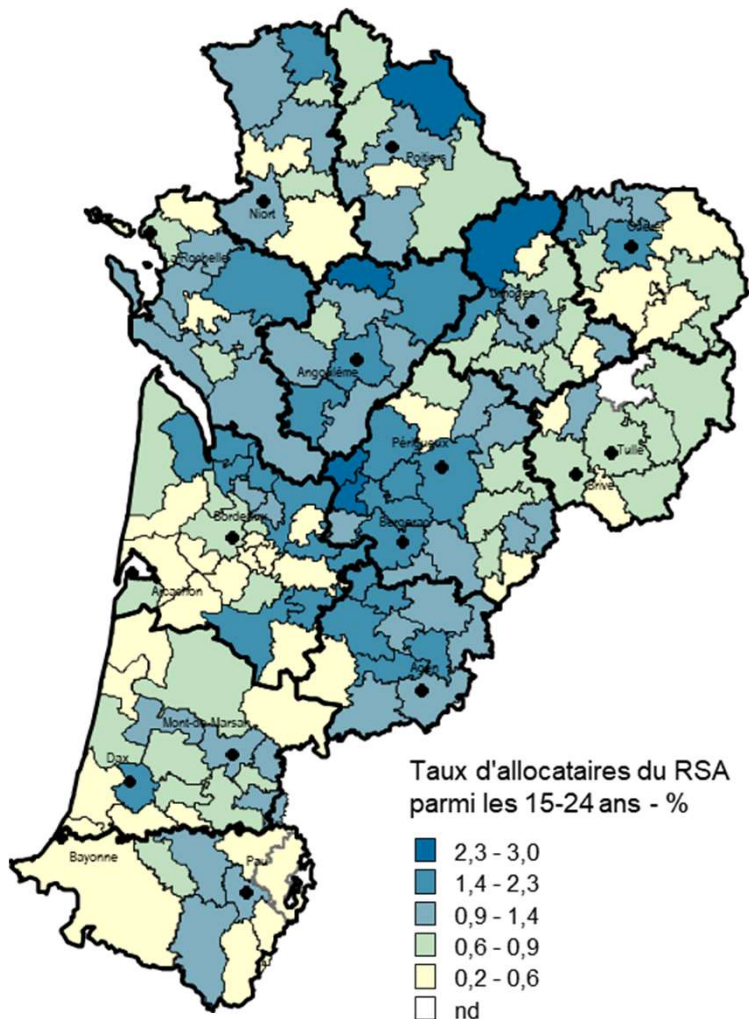 Poitiers
Niort
Guéret
La Rochelle
Limoges
Angoulême
Périgueux
Tulle
Brive
Bordeaux
Bergerac
Arcachon
Agen
Mont-de-Marsan
Dax
Bayonne
Pau
Taux d'allocataires du RSA
parmi les 15-24 ans - %
2,3 - 3,0
1,4 - 2,3
0,9 - 1,4
0,6 - 0,9
0,2 - 0,6
nd